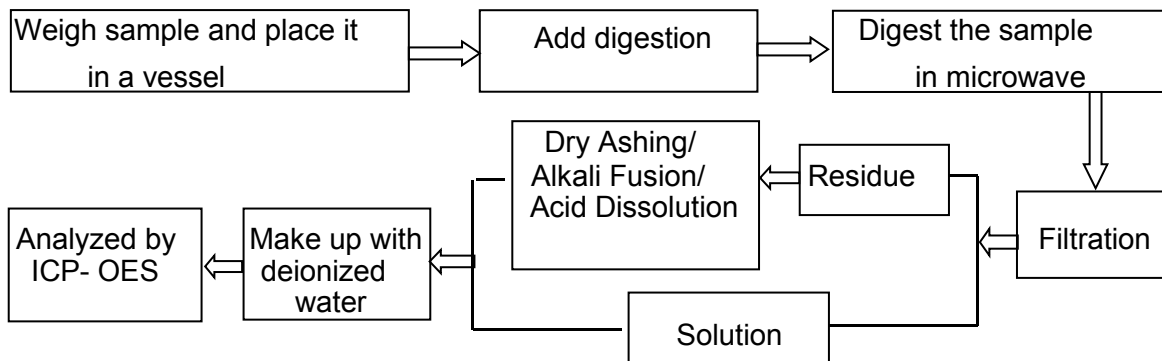 Weigh sample and place it
in a vessel
Add digestion
Digest the sample
in microwave
Filtration
Residue
Dry Ashing/
Alkali Fusion/
Acid Dissolution
Solution
Make up with
deionized
water
Analyzed by
ICP- OES